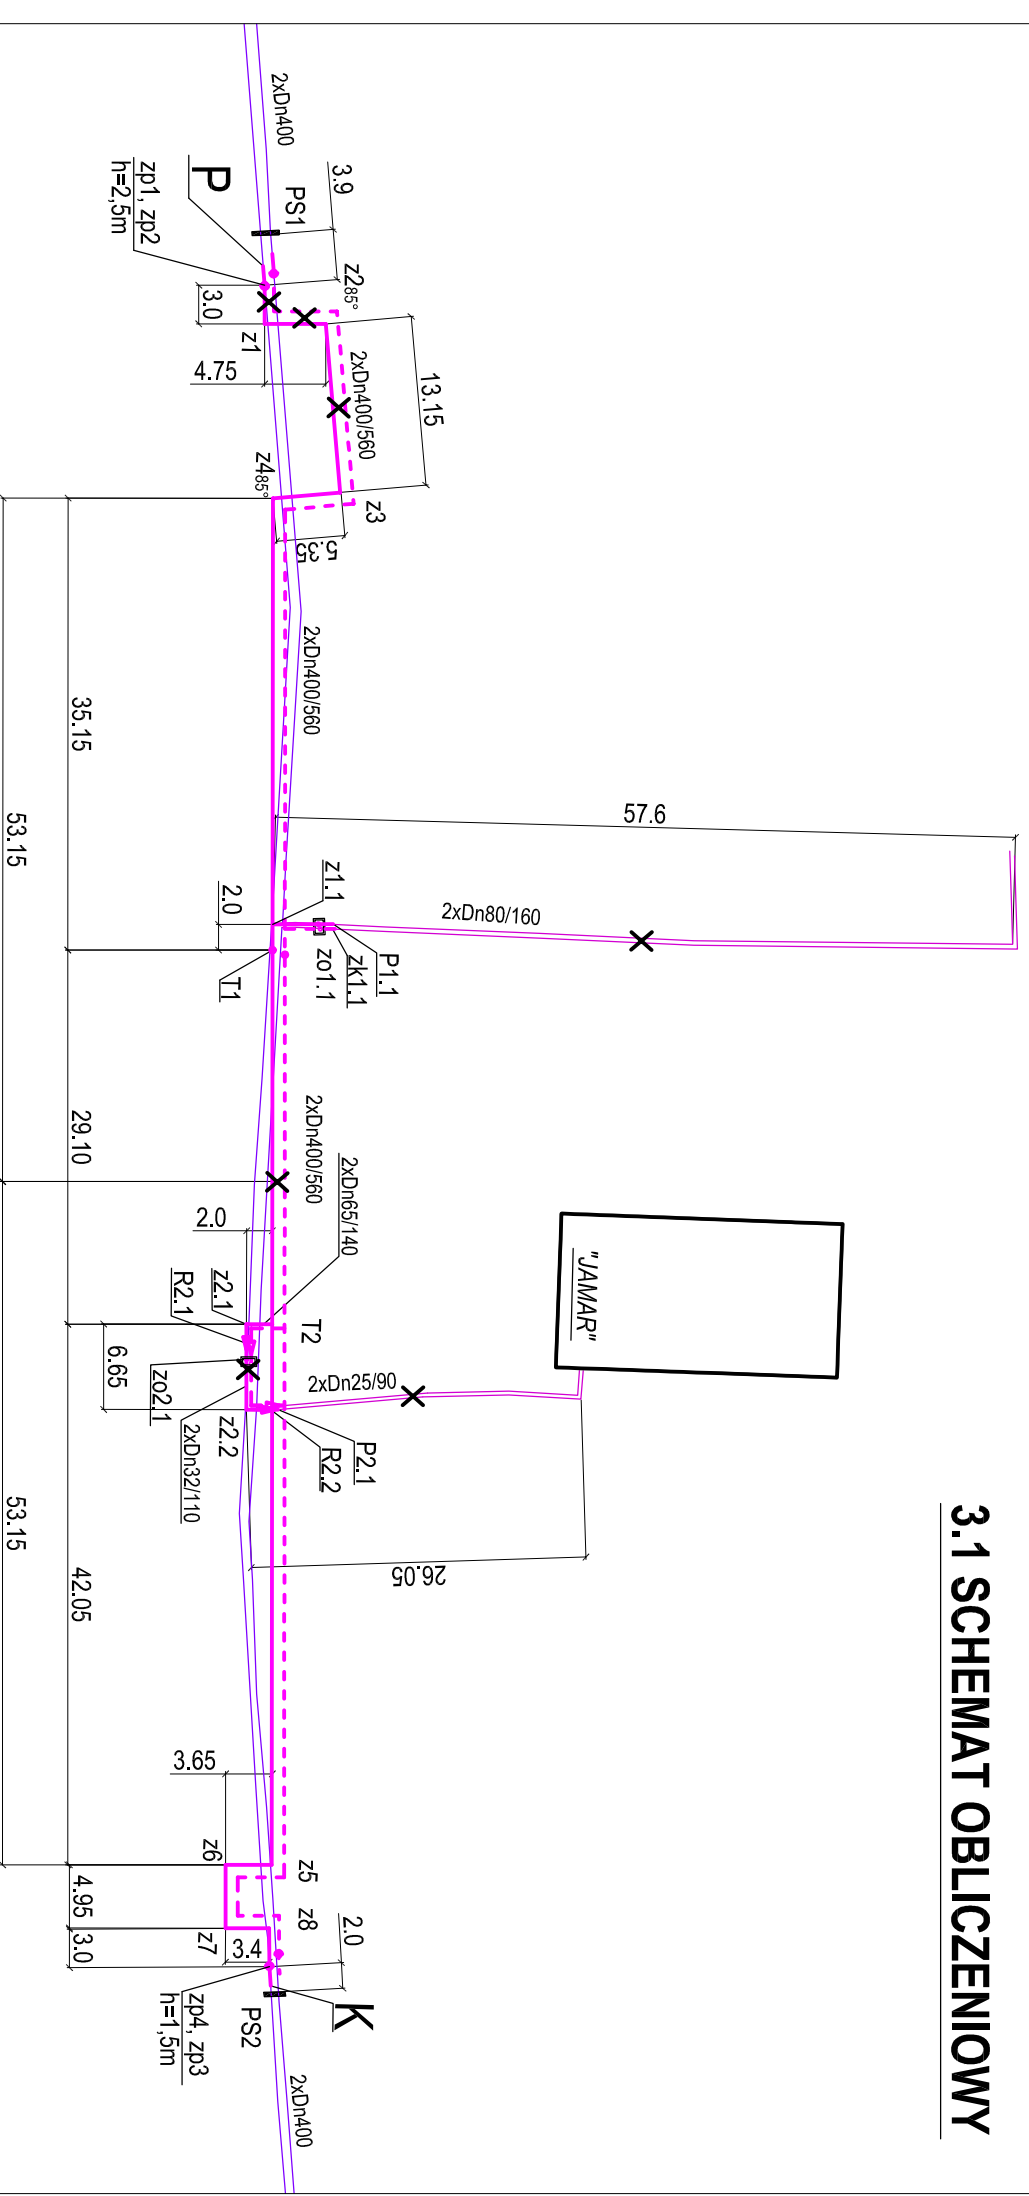 3.1 SCHEMAT OBLICZENIOWY
57.6
2xDn80/160
"JAMAR"
13.15
3.9
z2 85°
2xDn400/560
z3
PS1
2xDn400
P
zp1, zp2
h=2,5m
3.0
z1
4.75
z4 85°
5.35
2xDn400/560
z1.1
P1.1
zk1.1
zo1.1
2.0
T1
2xDn400/560
2xDn65/140
2.0
z2.1
R2.1
T2
2xDn25/90
P2.1
R2.2
6.65
zo2.1
z2.2
2xDn32/110
26.05
3.65
z6
z5
z8
2.0
K
z7
3.4
PS2
zp4, zp3
h=1,5m
2xDn400
35.15
29.10
42.05
4.95
3.0
53.15
53.15